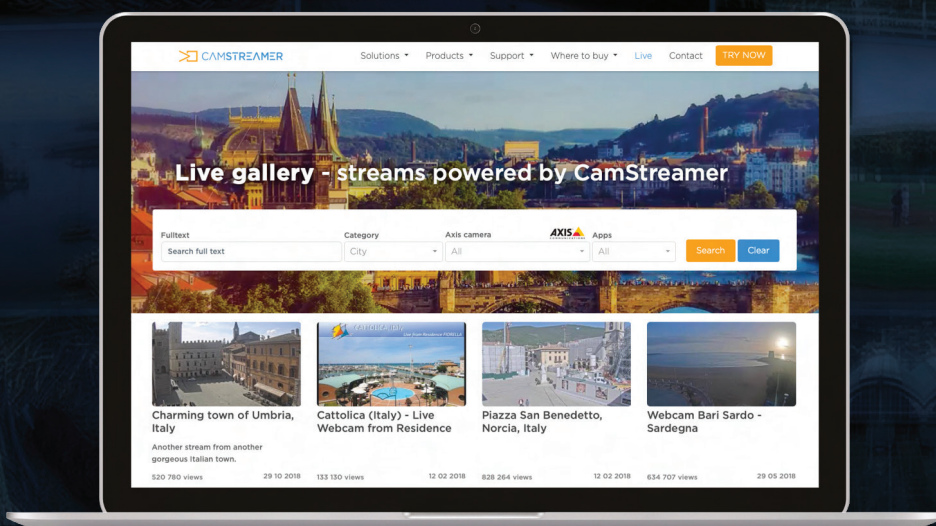 CAMSTREAMER
Solutions Products Support Where to buy Live Contact TRY NOW
Live gallery - streams powered by CamStreamer
Fulltext Category Axis camera AXIS Apps
COMMUNICATIONS
Search full text City All All Search Clear
Live from Residence
Charming town of Umbria, Italy
Another stream from another gorgeous Italian town.
520 780 views 29 10 2018
Cattolica (Italy) - Live Webcam from Residence
133 130 views 12 02 2018
Piazza San Benedetto, Norcia, Italy
828 264 views 12 02 2018
Webcam Bari Sardo - Sardegna
634 707 views 29 05 2018